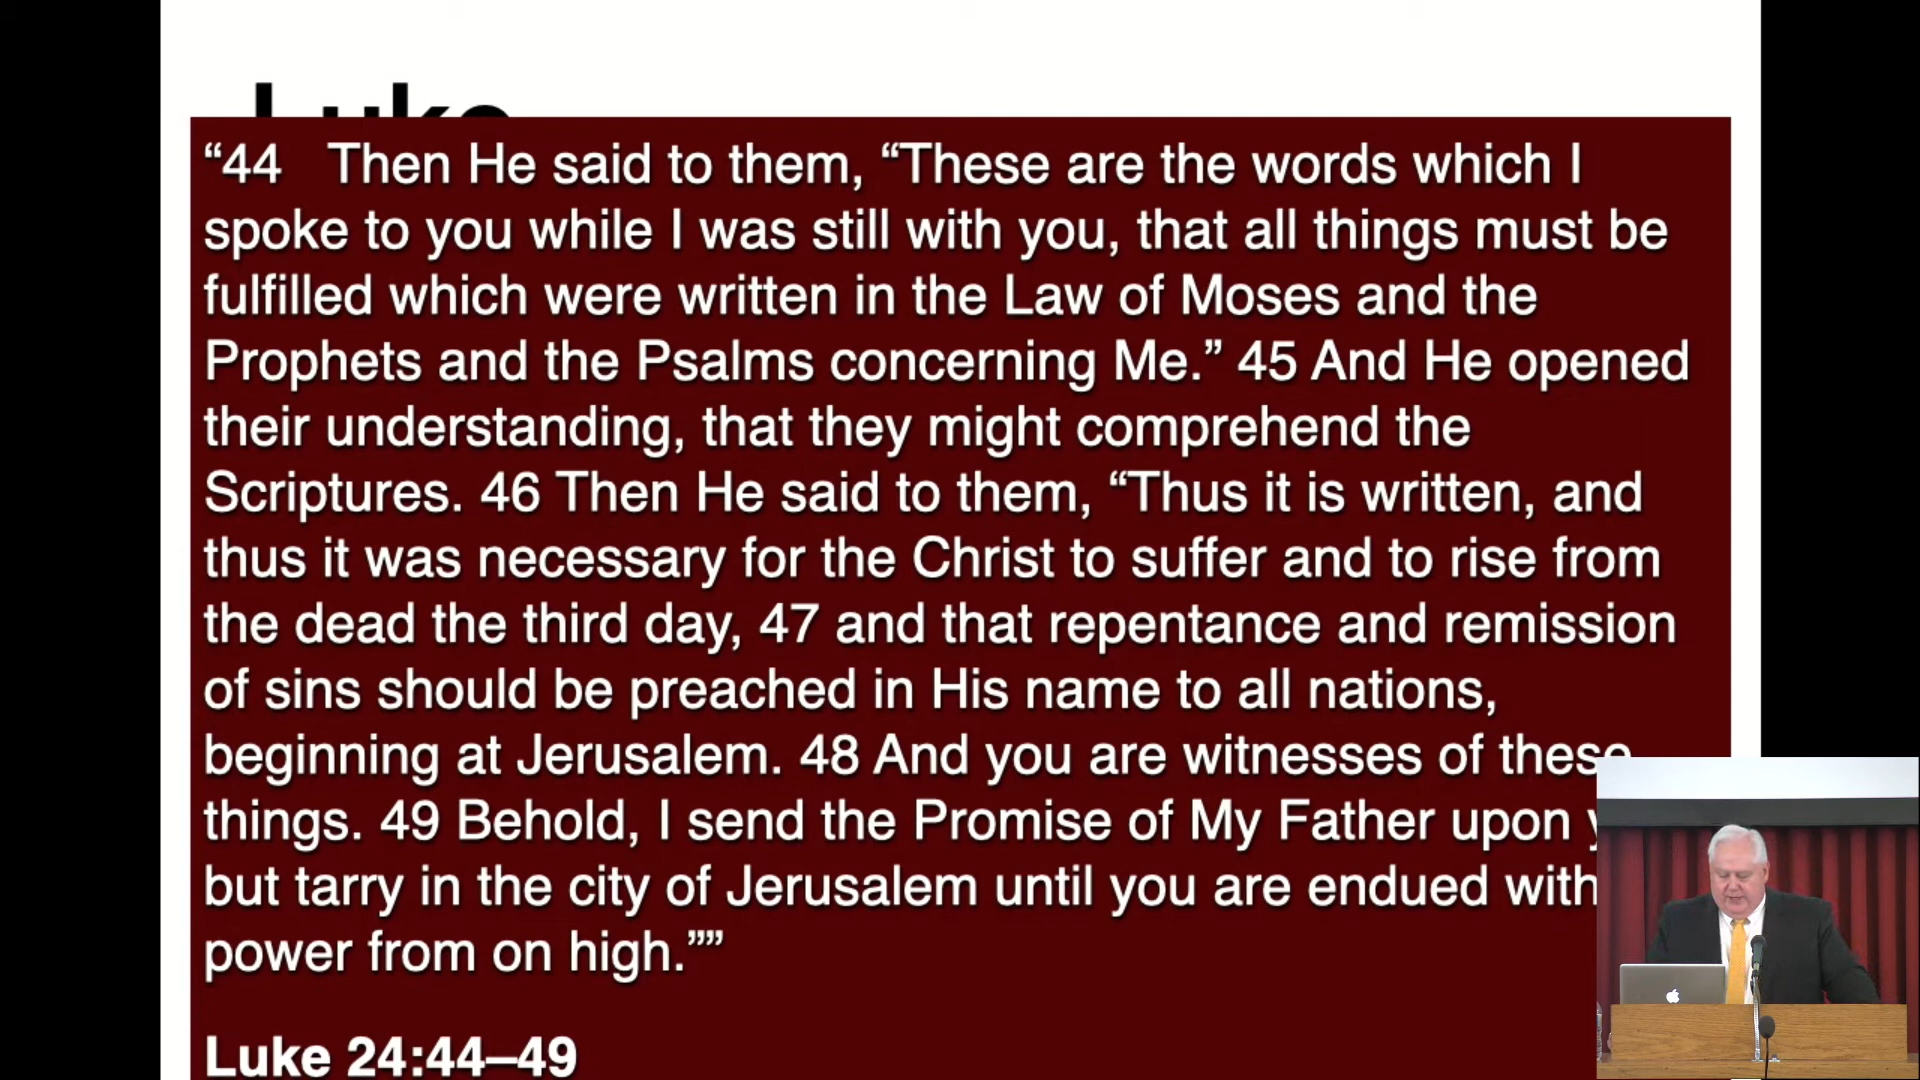 Luke
“44 Then He said to them, “These are the words which I
spoke to you while I was still with you, that all things must be
fulfilled which were written in the Law of Moses and the
Prophets and the Psalms concerning Me.” 45 And He opened
their understanding, that they might comprehend the
Scriptures. 46 Then He said to them, “Thus it is written, and
thus it was necessary for the Christ to suffer and to rise from
the dead the third day, 47 and that repentance and remission
of sins should be preached in His name to all nations,
beginning at Jerusalem. 48 And you are witnesses of these
things. 49 Behold, I send the Promise of My Father upon
but tarry in the city of Jerusalem until you are endued with
power from on high.””
Luke 24:44–49